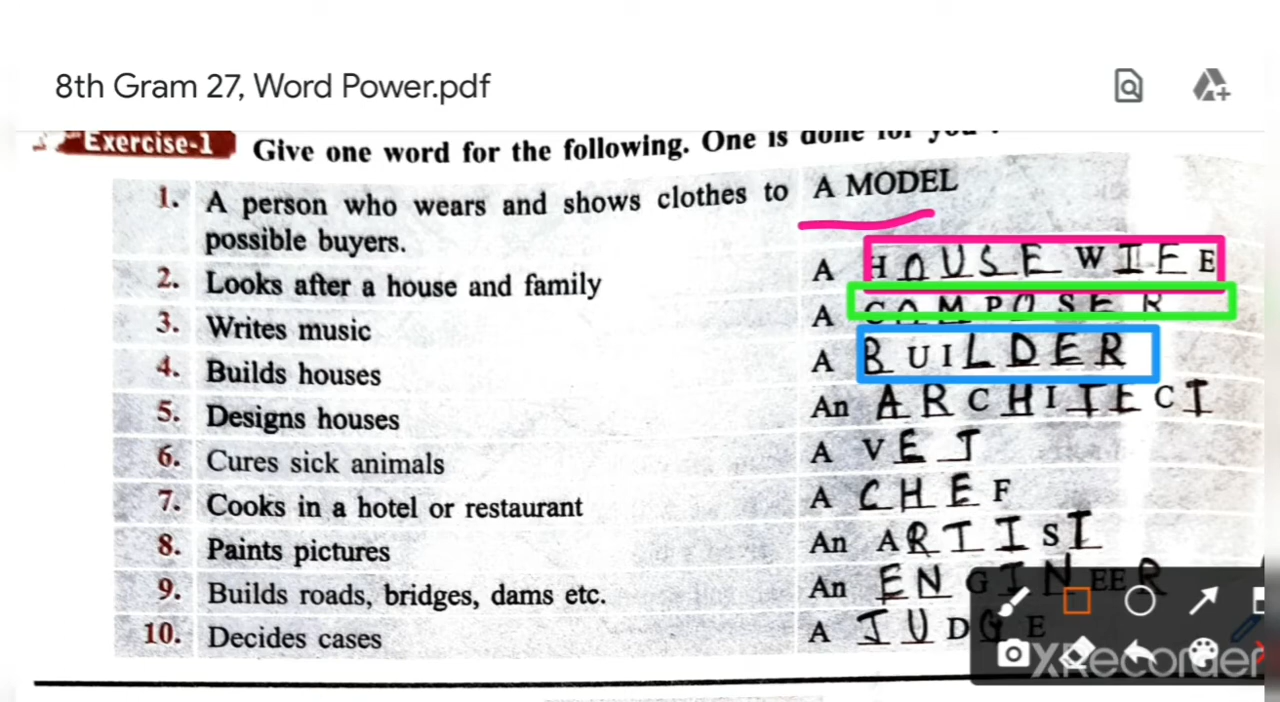 8th Gram 27, Word Power.pdf
Exercise-1 Give one word for the following. One is done for you.
1. A person who wears and shows clothes to A MODEL
possible buyers.
2. Looks after a house and family A HOUSE WIFE
3. Writes music A COMPOSER
4. Builds houses A BUILDER
5. Designs houses An ARCHITECT
6. Cures sick animals A VET
7. Cooks in a hotel or restaurant A CHEF
8. Paints pictures An ARTIST
9. Builds roads, bridges, dams etc. An ENGINEER
10. Decides cases A JUDGE
XRecorder